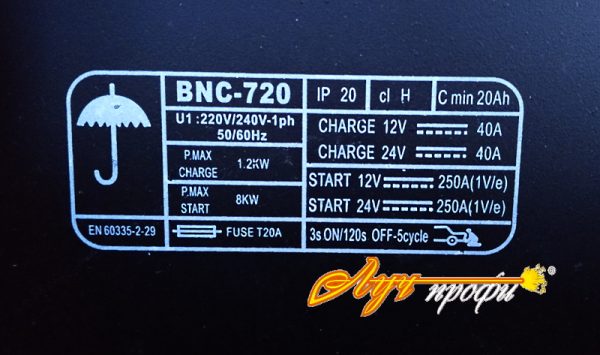 BNC-720
IP 20
cl H
C min 20Ah
U1 :220V/240V-1ph
50/60Hz
CHARGE 12V 40A
CHARGE 24V 40A
P.MAX
CHARGE
1.2KW
START 12V 250A(1V/e)
START 24V 250A(1V/e)
P.MAX
START
8KW
EN 60335-2-29
FUSE T20A
3s ON/120s OFF-5cycle
Луч профи ®